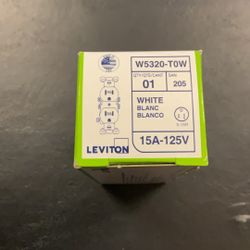 W5320-T0W
QTY/QTE/CANT
01
SAN
205
WHITE
BLANC
BLANCO
15A-125V
LEVITON